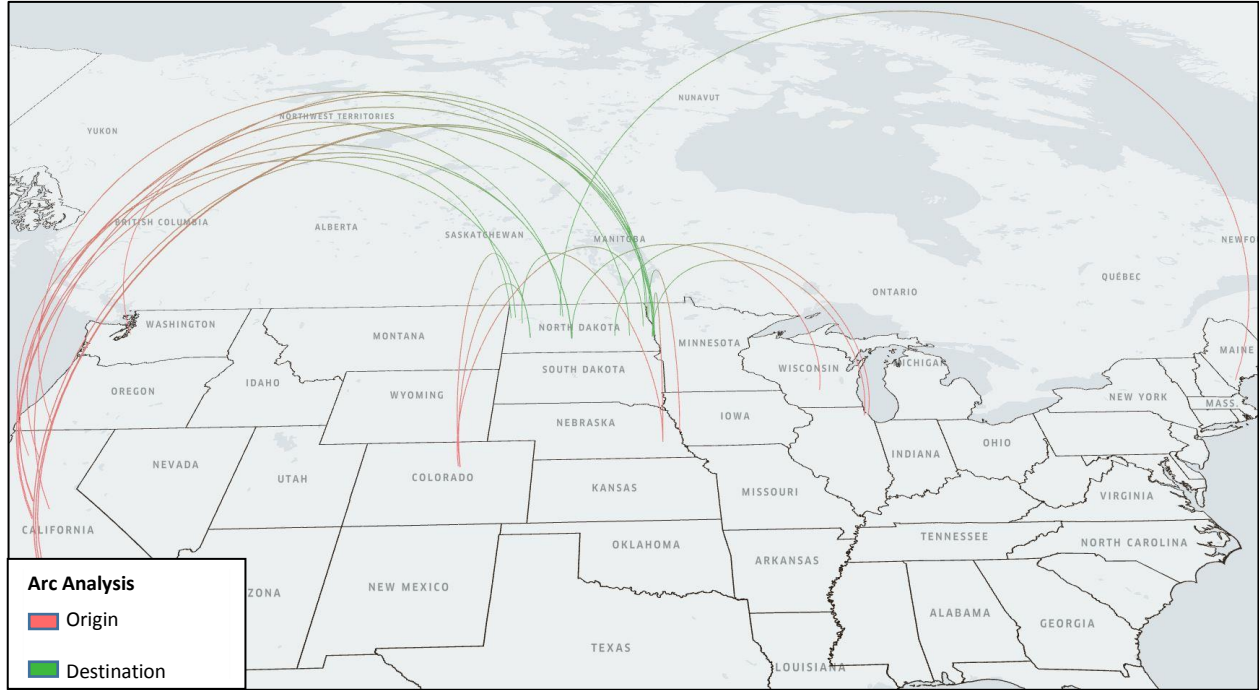 NUNAVUT
NORTHWEST TERRITORIES
YUKON
BRITISH COLUMBIA
ALBERTA
SASKATCHEWAN
MANITOBA
NEWFO
QUÉBEC
ONTARIO
WASHINGTON
MONTANA
NORTH DAKOTA
MINNESOTA
MAINE
MICHIGAN
WISCONSIN
SOUTH DAKOTA
OREGON
IDAHO
WYOMING
NEW YORK
MASS.
IOWA
NEBRASKA
OHIO
INDIANA
NEVADA
UTAH
COLORADO
KANSAS
MISSOURI
VIRGINIA
CALIFORNIA
TENNESSEE
NORTH CAROLINA
OKLAHOMA
ARKANSAS
NEW MEXICO
ZONA
ALABAMA
GEORGIA
TEXAS
LOUISIANA
Arc Analysis
Origin
Destination